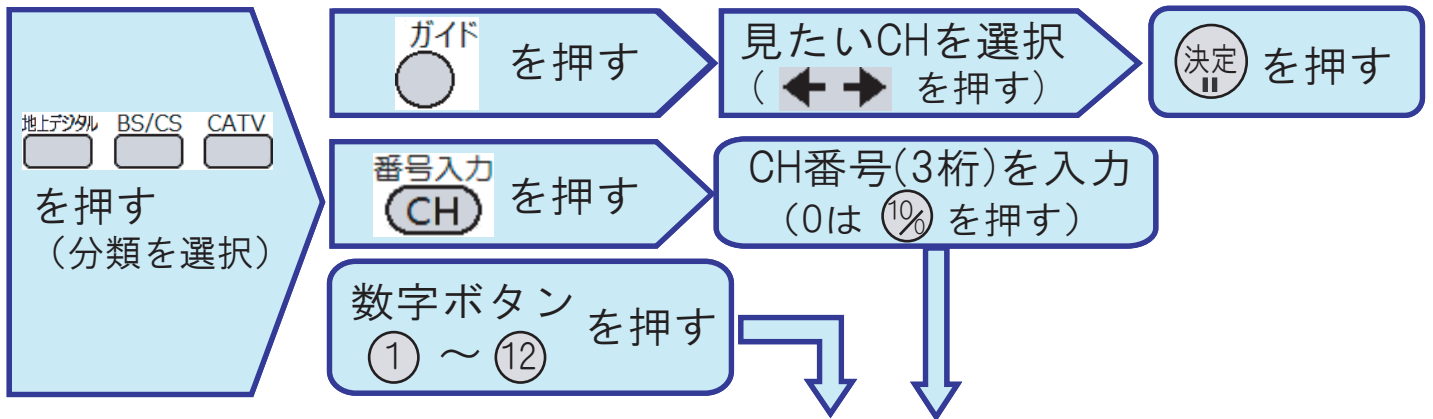 地上デジタル BS/CS CATV
を押す
（分類を選択）
ガイド
を押す
見たいCHを選択
（ ← → を押す）
決定 を押す
番号入力
CH を押す
CH番号(3桁)を入力
（0は 10/0 を押す）
数字ボタン
1 ～ 12 を押す